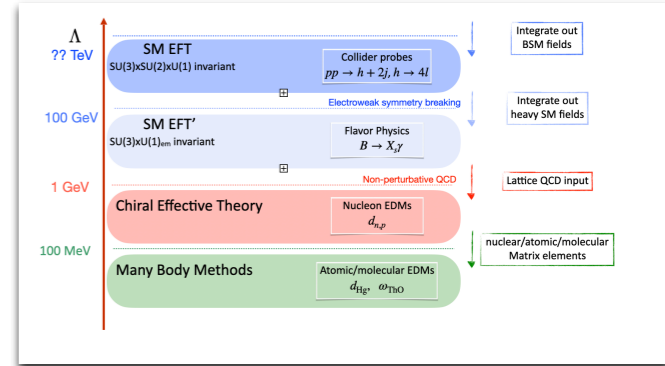 Λ
?? TeV
SM EFT
SU(3)xSU(2)xU(1) invariant
Collider probes
pp → h + 2j, h → 4l
Integrate out
BSM fields
Electroweak symmetry breaking
100 GeV
SM EFT’
SU(3)xU(1)em invariant
Flavor Physics
B → Xsγ
Integrate out
heavy SM fields
Non-perturbative QCD
1 GeV
Chiral Effective Theory
Nucleon EDMs
dn,p
Lattice QCD input
100 MeV
Many Body Methods
Atomic/molecular EDMs
dHg, ωThO
nuclear/atomic/molecular
Matrix elements